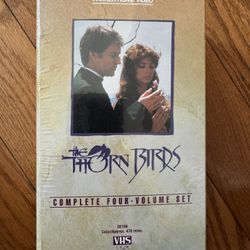 THE
THORN BIRDS
COMPLETE FOUR-VOLUME SET
VHS